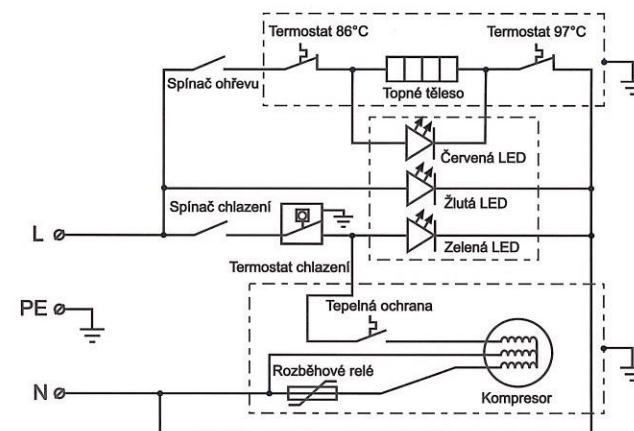 Termostat 86°C
Termostat 97°C
Spínač ohřevu
Topné těleso
Červená LED
Spínač chlazení
Žlutá LED
L
Zelená LED
Termostat chlazení
PE
Tepelná ochrana
Rozběhové relé
N
Kompresor